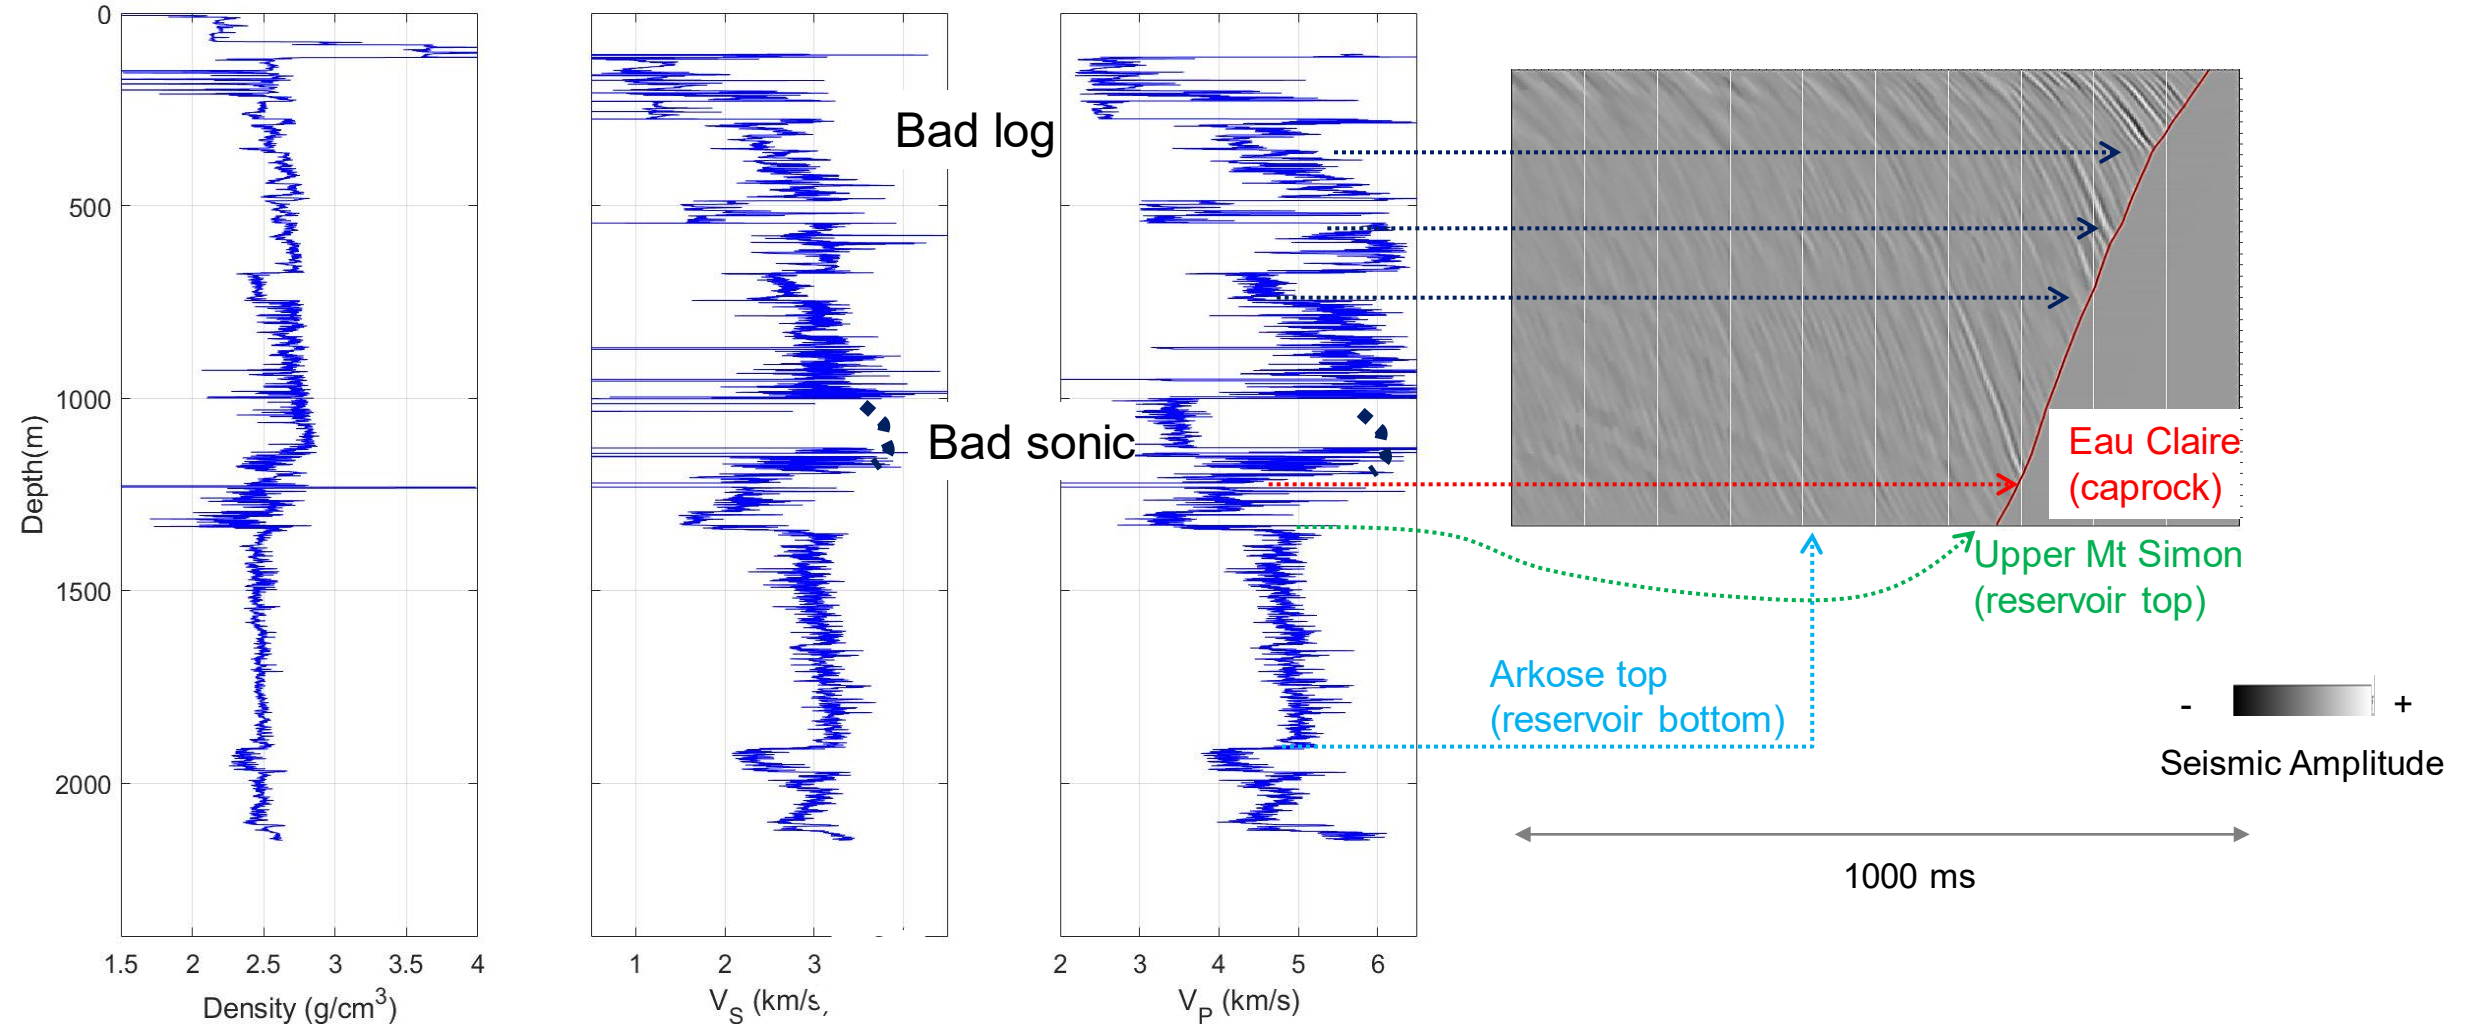 0
500
1000
1500
2000
Depth(m)
1.5 2 2.5 3 3.5 4
Density (g/cm3)
1 2 3
VS (km/s,
2 3 4 5 6
VP (km/s)
Bad log
Bad sonic
Eau Claire
(caprock)
Upper Mt Simon
(reservoir top)
Arkose top
(reservoir bottom)
- +
Seismic Amplitude
1000 ms